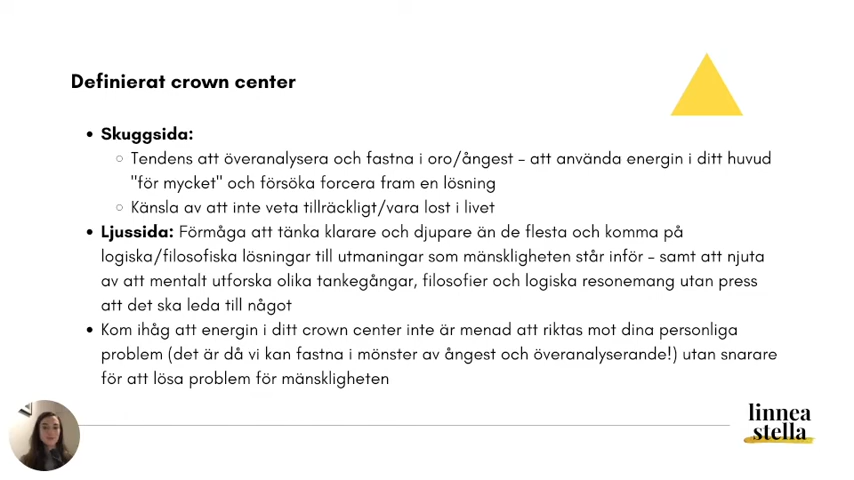 Definierat crown center
• Skuggsida:
○ Tendens att överanalysera och fastna i oro/ångest – att använda energin i ditt huvud
"för mycket" och försöka forcera fram en lösning
○ Känsla av att inte veta tillräckligt/vara lost i livet
• Ljussida: Förmåga att tänka klarare och djupare än de flesta och komma på
logiska/filosofiska lösningar till utmaningar som mänskligheten står inför – samt att njuta
av att mentalt utforska olika tankegångar, filosofier och logiska resonemang utan press
att det ska leda till något
• Kom ihåg att energin i ditt crown center inte är menad att riktas mot dina personliga
problem (det är då vi kan fastna i mönster av ångest och överanalyserande!) utan snarare
för att lösa problem för mänskligheten
linnea
stella